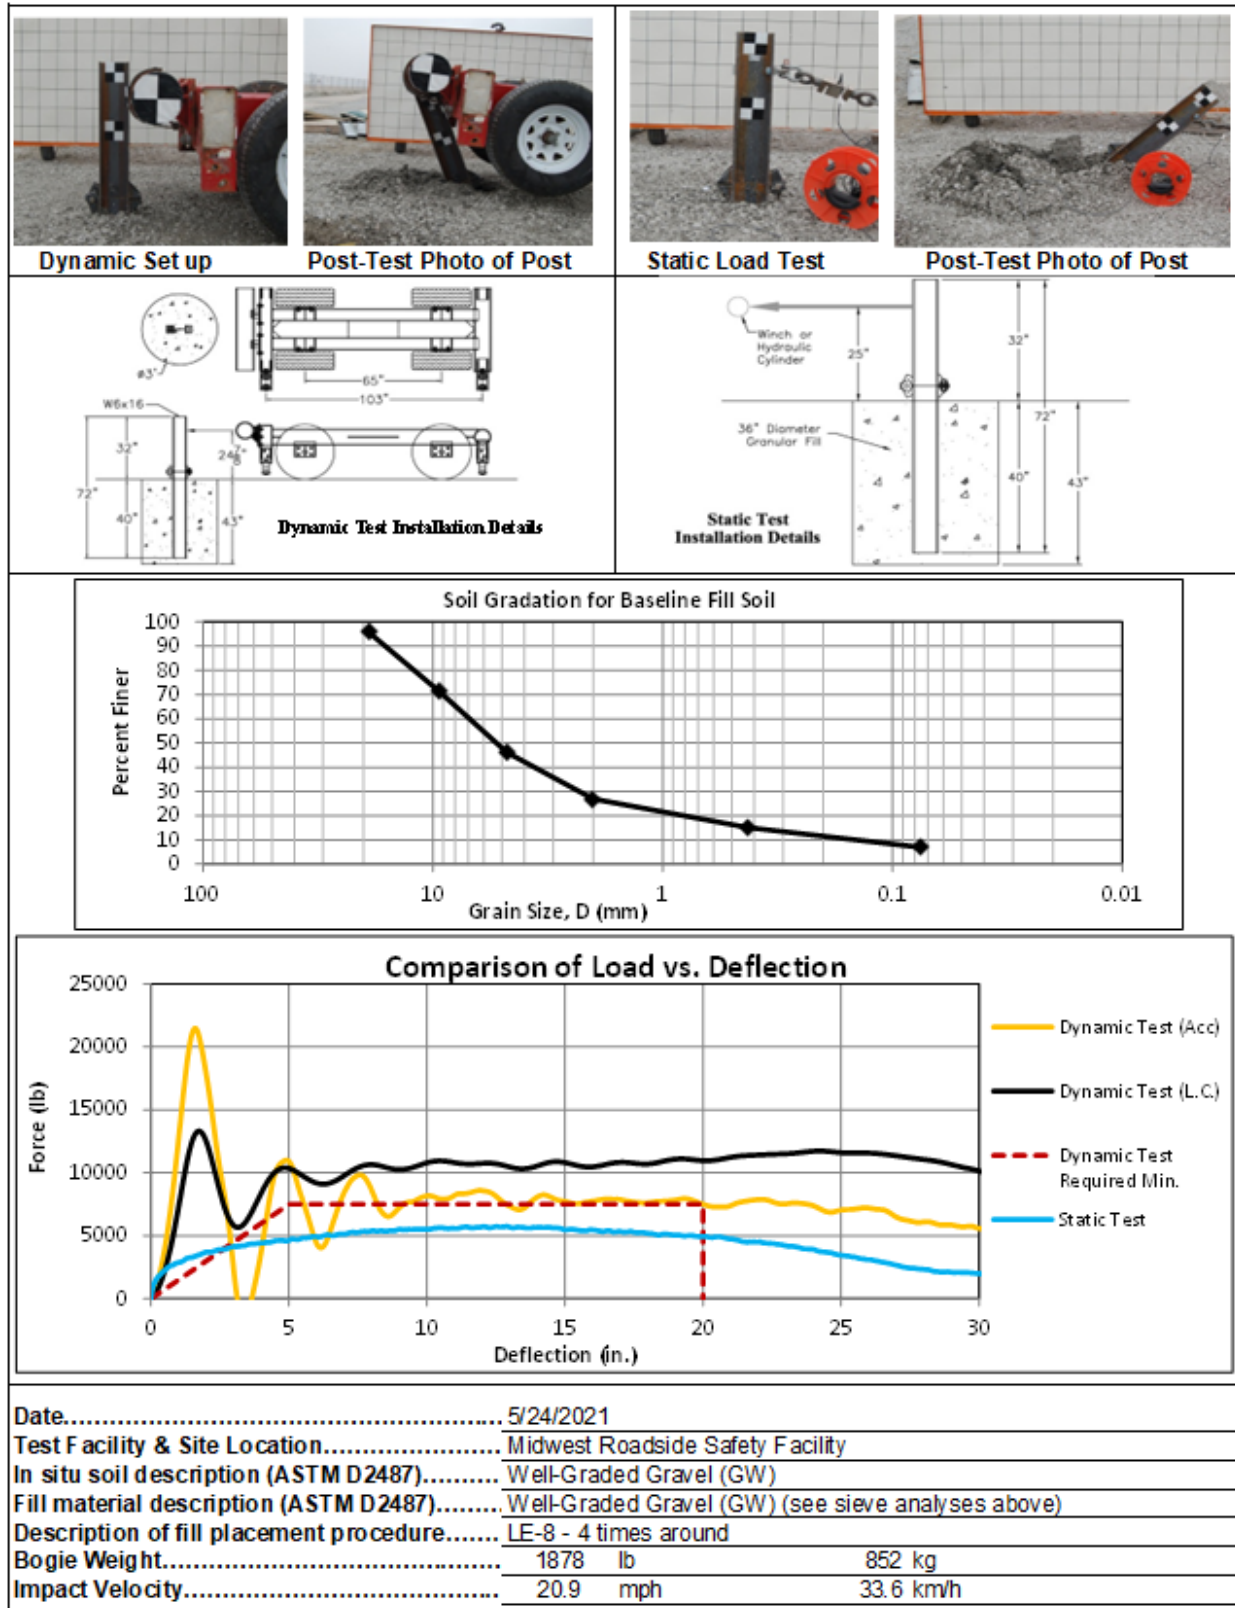 Dynamic Set up
Post-Test Photo of Post
Static Load Test
Post-Test Photo of Post
ø3'
65"
103"
W6x16
32"
72"
40"
43"
24⅞"
Dynamic Test Installation Details
Winch or
Hydraulic
Cylinder
25"
32"
72"
36" Diameter
Granular Fill
40"
43"
Static Test
Installation Details
Soil Gradation for Baseline Fill Soil
Percent Finer
100
90
80
70
60
50
40
30
20
10
0
100 10 1 0.1 0.01
Grain Size, D (mm)
Comparison of Load vs. Deflection
Force (lb)
25000
20000
15000
10000
5000
0
0 5 10 15 20 25 30
Deflection (in.)
Dynamic Test (Acc)
Dynamic Test (L.C.)
Dynamic Test
Required Min.
Static Test
Date........................................................ 5/24/2021
Test Facility & Site Location....................... Midwest Roadside Safety Facility
In situ soil description (ASTM D2487).......... Well-Graded Gravel (GW)
Fill material description (ASTM D2487)........ Well-Graded Gravel (GW) (see sieve analyses above)
Description of fill placement procedure....... LE-8 - 4 times around
Bogie Weight........................................... 1878 lb 852 kg
Impact Velocity........................................ 20.9 mph 33.6 km/h